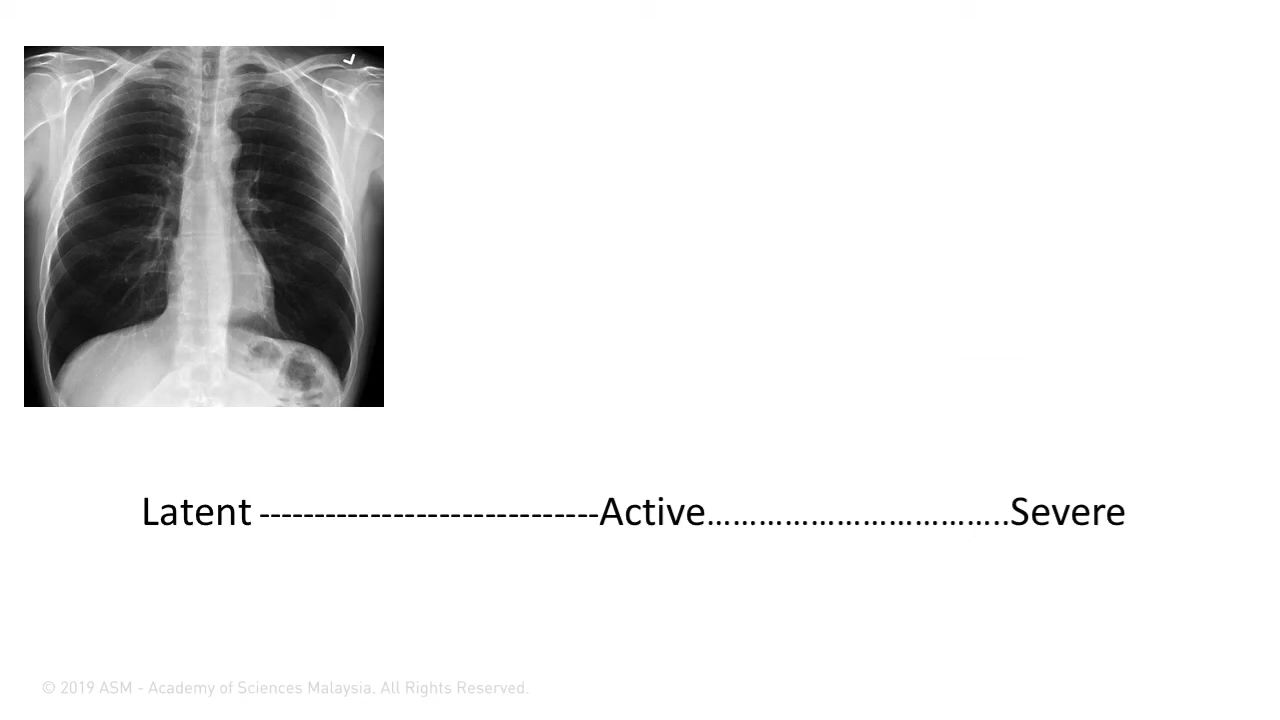 Latent ------------------------------Active……………………………..Severe
© 2019 ASM - Academy of Sciences Malaysia. All Rights Reserved.